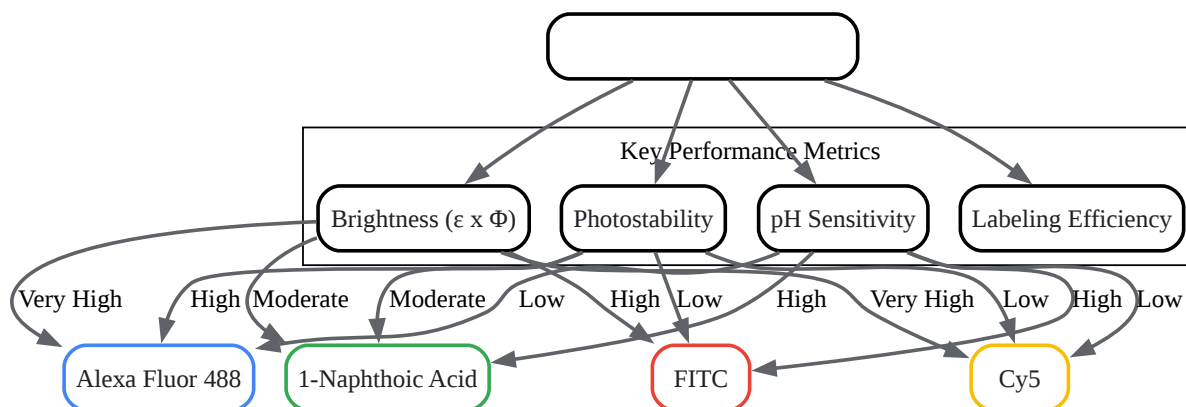 Key Performance Metrics
Brightness (ε x Φ)
Photostability
pH Sensitivity
Labeling Efficiency
Very High
High
Moderate
Moderate
Low
High
Low
High
Very High
Low
High
Low
Alexa Fluor 488
1-Naphthoic Acid
FITC
Cy5